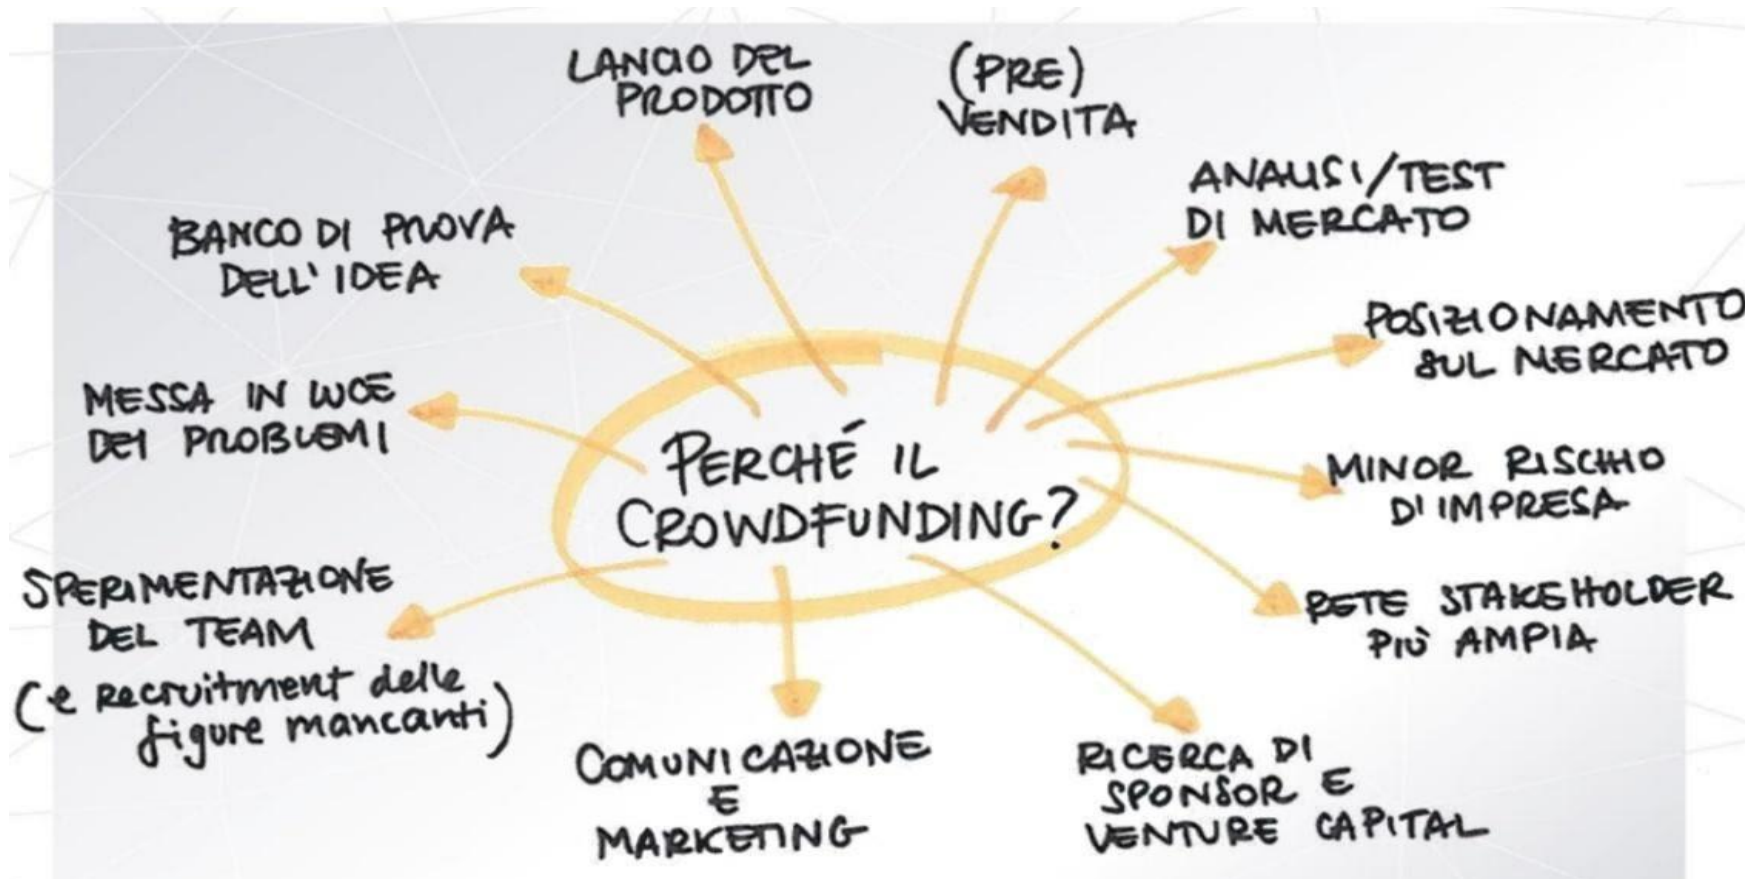 PERCHÉ IL
CROWDFUNDING?
LANCIO DEL
PRODOTTO
(PRE)
VENDITA
ANALISI/TEST
DI MERCATO
POSIZIONAMENTO
SUL MERCATO
MINOR RISCHIO
D'IMPRESA
RETE STAKEHOLDER
PIÙ AMPIA
RICERCA DI
SPONSOR E
VENTURE CAPITAL
COMUNICAZIONE
E
MARKETING
SPERIMENTAZIONE
DEL TEAM
(e recruitment delle
figure mancanti)
MESSA IN LUCE
DEI PROBLEMI
BANCO DI PROVA
DELL'IDEA